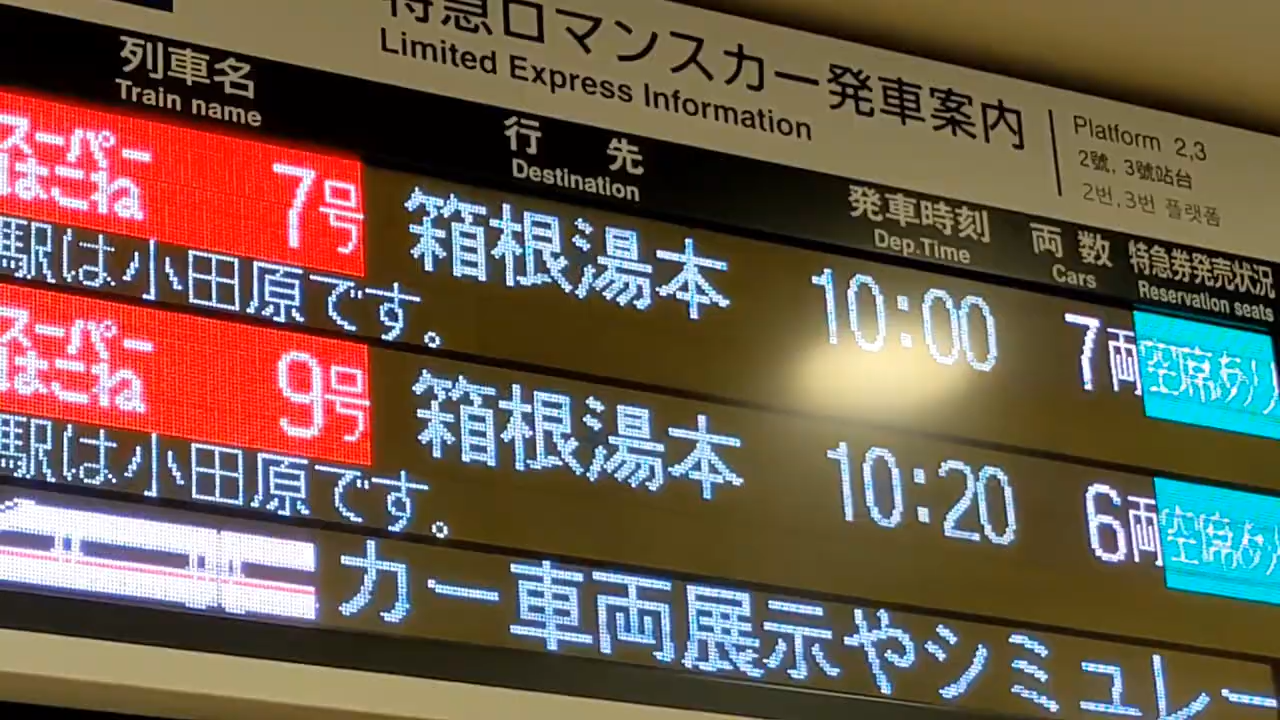 特急ロマンスカー発車案内
Limited Express Information
Platform 2,3
2號, 3號站台
2번, 3번 플랫폼
列車名 行先 発車時刻 両数 特急券発売状況
Train name Destination Dep.Time Cars Reservation seats
スーパーはこね 7号 箱根湯本 10:00 7両 空席あり
駅は小田原です。
スーパーはこね 9号 箱根湯本 10:20 6両 空席あり
駅は小田原です。
カー車両展示やシミュレー